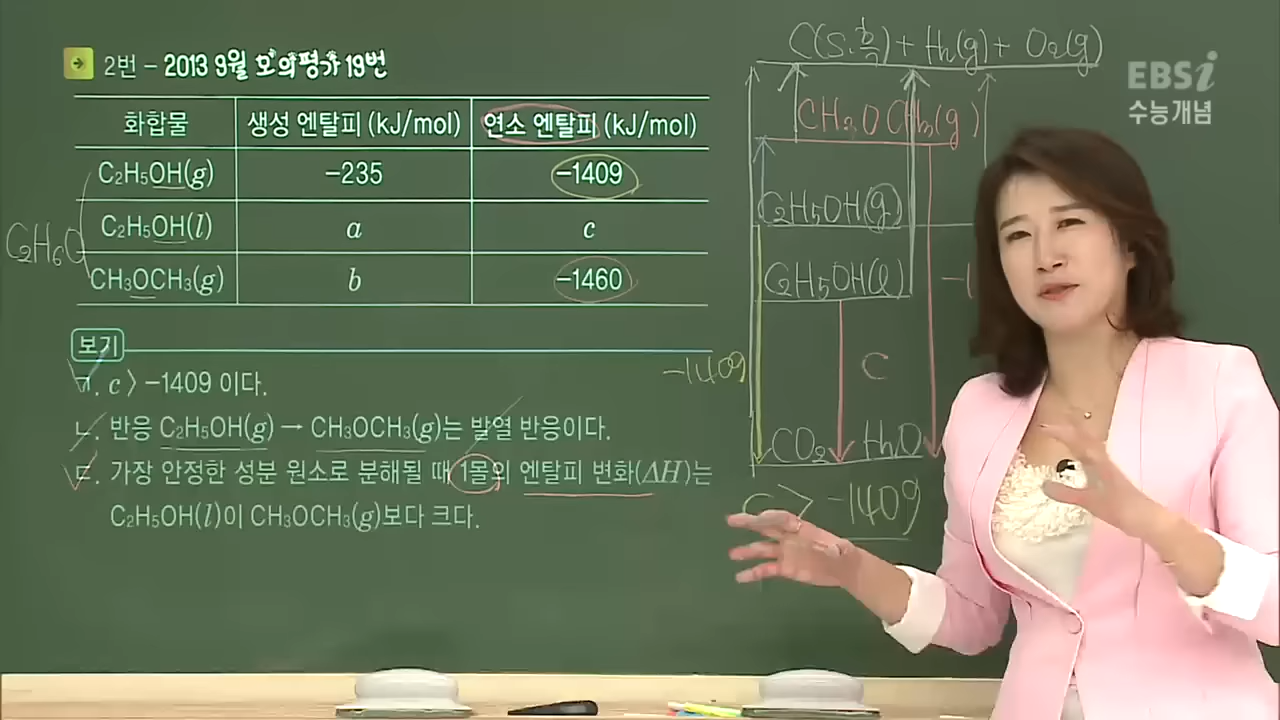 2번 – 2013 9월 모의평가 19번
화합물 생성 엔탈피 (kJ/mol) 연소 엔탈피 (kJ/mol)
C₂H₅OH(g) −235 −1409
C₂H₅OH(l) a c
CH₃OCH₃(g) b −1460
C₂H₆O
보기
ㄱ. c > −1409 이다.
ㄴ. 반응 C₂H₅OH(g) → CH₃OCH₃(g)는 발열 반응이다.
ㄷ. 가장 안정한 성분 원소로 분해될 때 1몰의 엔탈피 변화(ΔH)는
C₂H₅OH(l)이 CH₃OCH₃(g)보다 크다.
C(s, 흑) + H₂(g) + O₂(g)
CH₃OCH₃(g)
C₂H₅OH(g)
C₂H₅OH(l)
−1
−1409
C
CO₂ H₂O
c > −1409
EBSi
수능개념